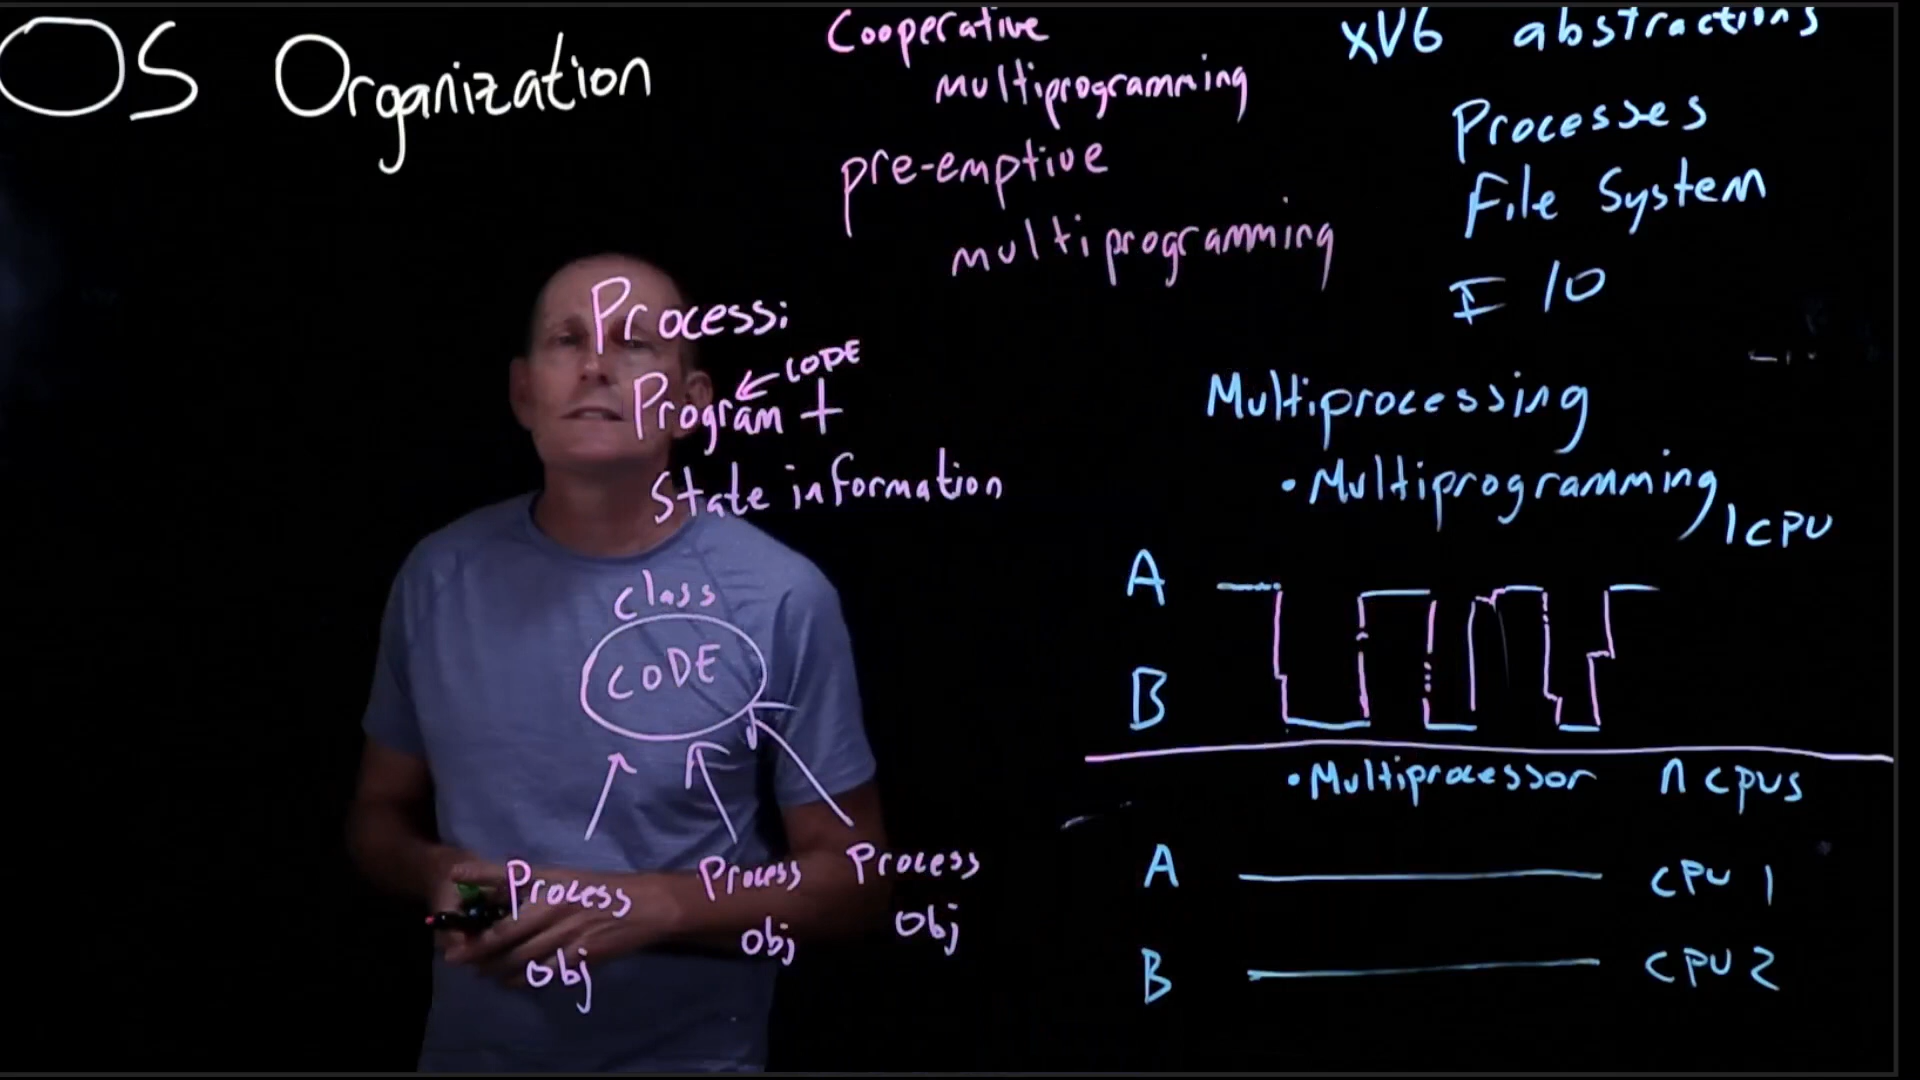 OS Organization
Cooperative
multiprogramming
pre-emptive
multiprogramming
xV6 abstractions
Processes
File System
I/O
Process:
Program + ← CODE
State information
class
CODE
Process obj
Process obj
Process obj
Multiprocessing
• Multiprogramming
1 CPU
A
B
• Multiprocessor n CPUs
A CPU 1
B CPU 2